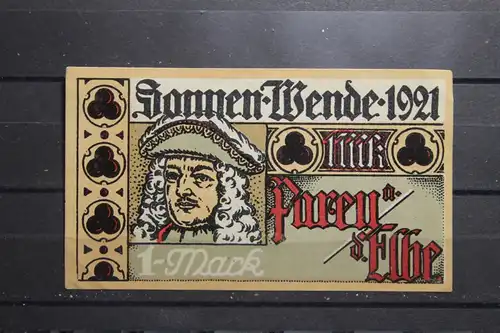 Sonnen·Wende·1921
1 MK
Parey a.
d. Elbe
1-Mark